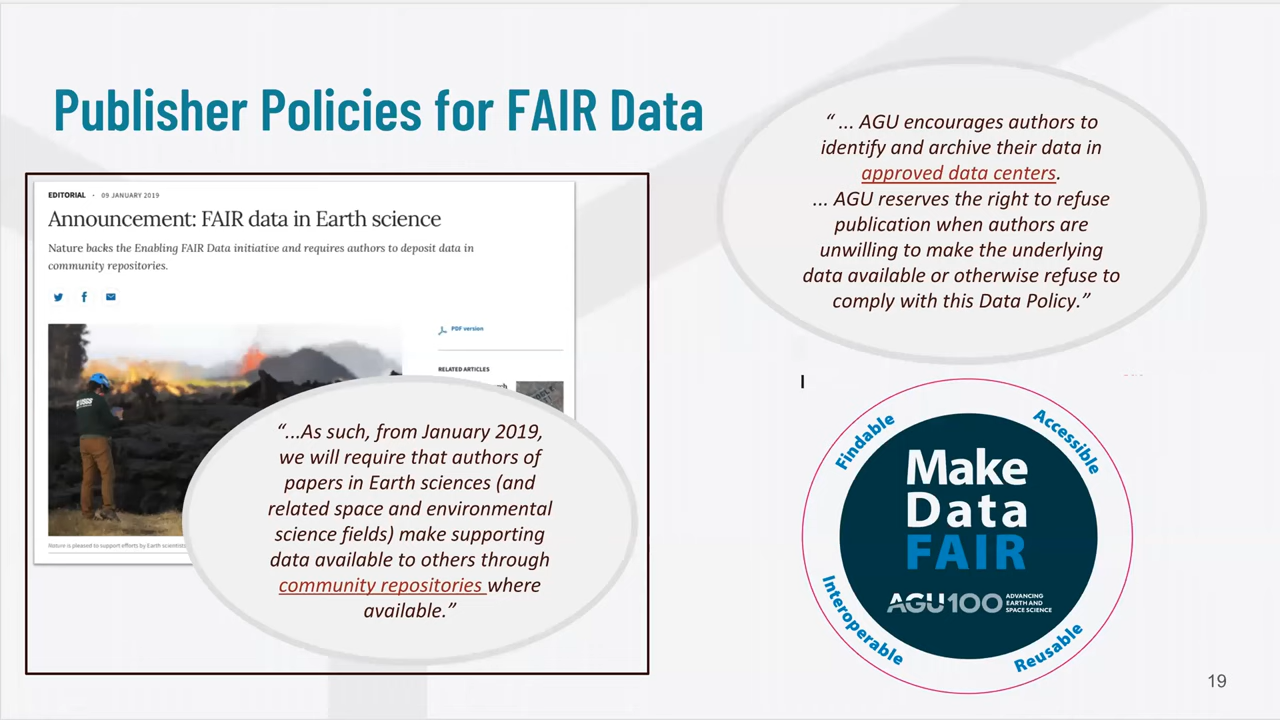 Publisher Policies for FAIR Data
EDITORIAL · 09 JANUARY 2019
Announcement: FAIR data in Earth science
Nature backs the Enabling FAIR Data initiative and requires authors to deposit data in
community repositories.
PDF version
RELATED ARTICLES
Nature is pleased to support efforts by Earth scientists
“...As such, from January 2019,
we will require that authors of
papers in Earth sciences (and
related space and environmental
science fields) make supporting
data available to others through
community repositories where
available.”
“ ... AGU encourages authors to
identify and archive their data in
approved data centers.
... AGU reserves the right to refuse
publication when authors are
unwilling to make the underlying
data available or otherwise refuse to
comply with this Data Policy.”
Findable
Accessible
Make
Data
FAIR
AGU100 ADVANCING
EARTH AND
SPACE SCIENCE
Interoperable
Reusable
19